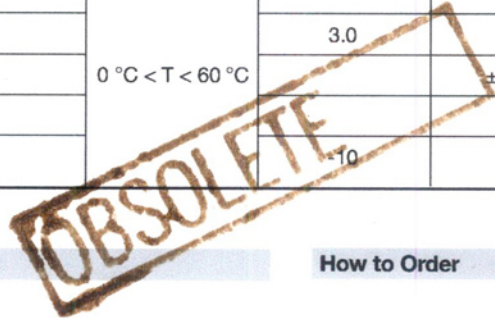 3.0
0 °C < T < 60 °C
±
-10
OBSOLETE
How to Order